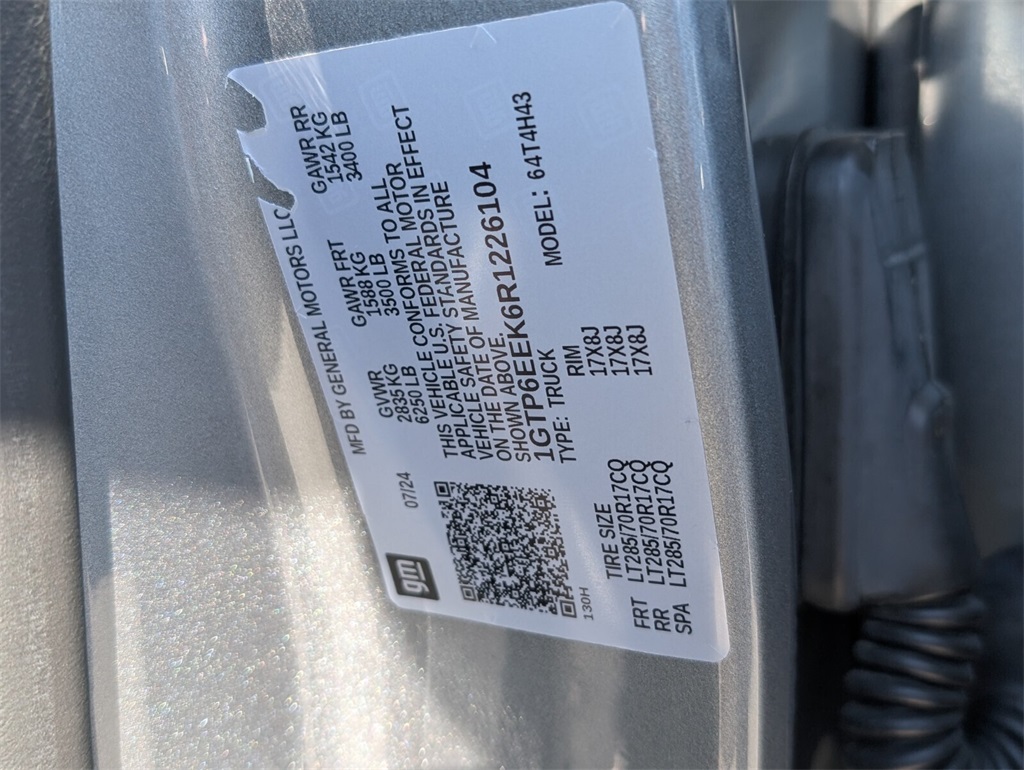 gm
MFD BY GENERAL MOTORS LLC
07/24
GVWR GAWR FRT GAWR RR
2835 KG 1588 KG 1542 KG
6250 LB 3500 LB 3400 LB
THIS VEHICLE CONFORMS TO ALL
APPLICABLE U.S. FEDERAL MOTOR
VEHICLE SAFETY STANDARDS IN EFFECT
ON THE DATE OF MANUFACTURE
SHOWN ABOVE.
1GTP6EEK6R1226104
TYPE: TRUCK MODEL: 64T4H43
130H
TIRE SIZE RIM
FRT LT285/70R17CQ 17X8J
RR LT285/70R17CQ 17X8J
SPA LT285/70R17CQ 17X8J